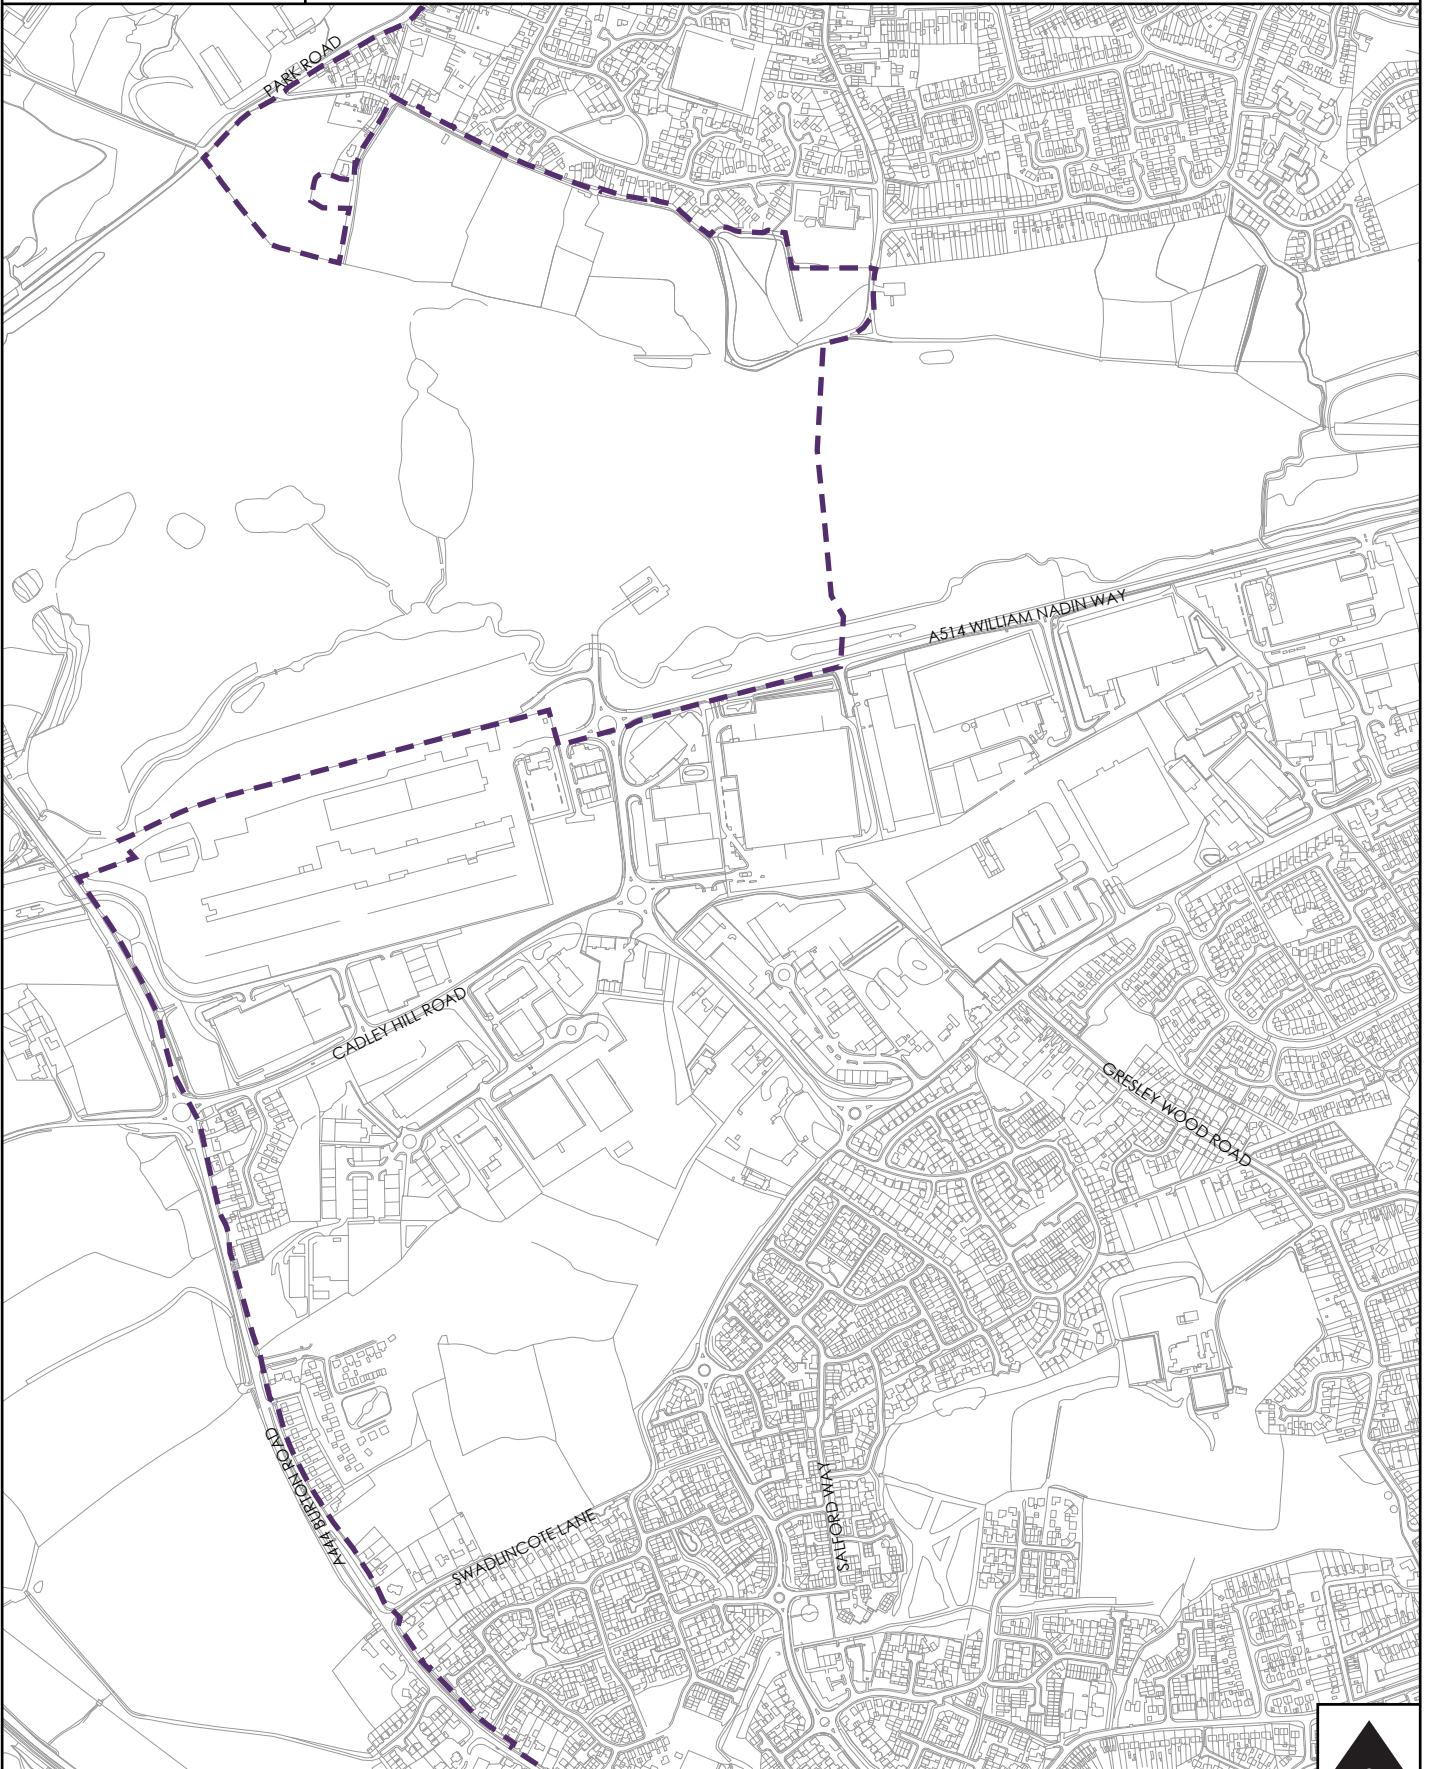 PARK ROAD
A514 WILLIAM NADIN WAY
CADLEY HILL ROAD
GRESLEY WOOD ROAD
A444 BURTON ROAD
SWADLINCOTE LANE
SALFORD WAY